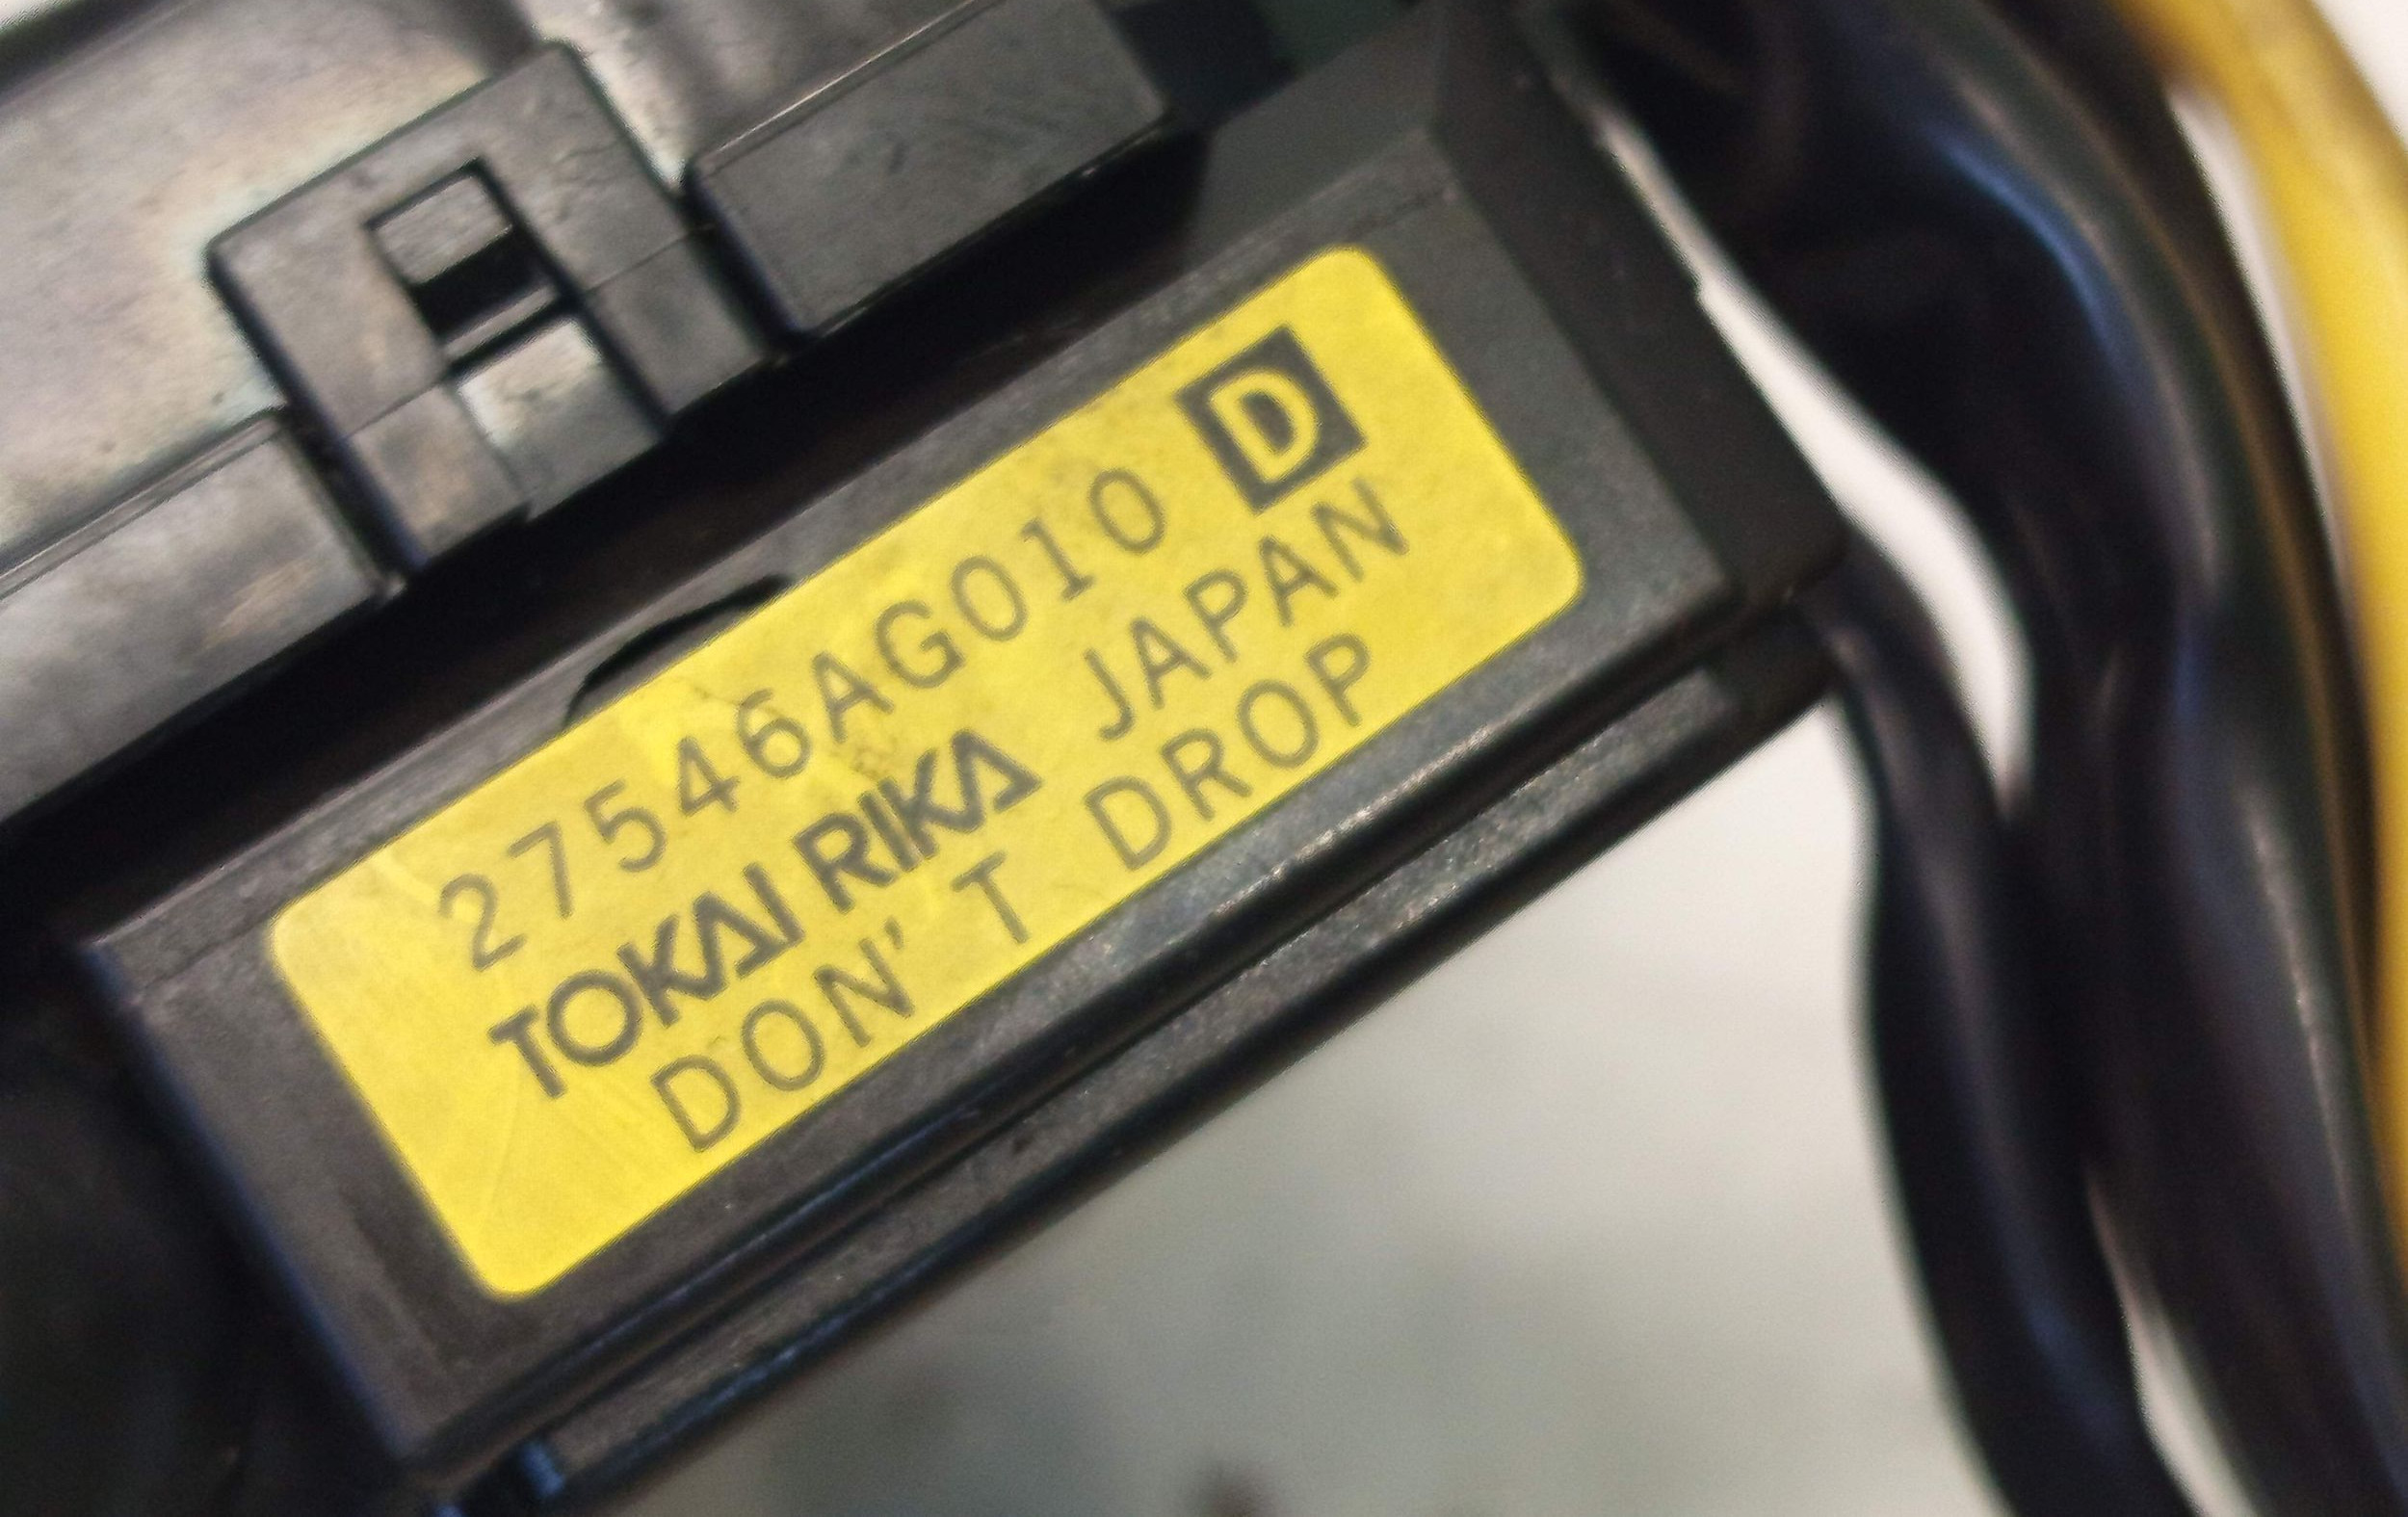 27546AG010 D
TOKAI RIKA JAPAN
DON'T DROP